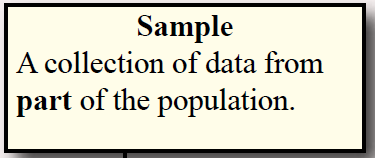 Sample
A collection of data from
part of the population.